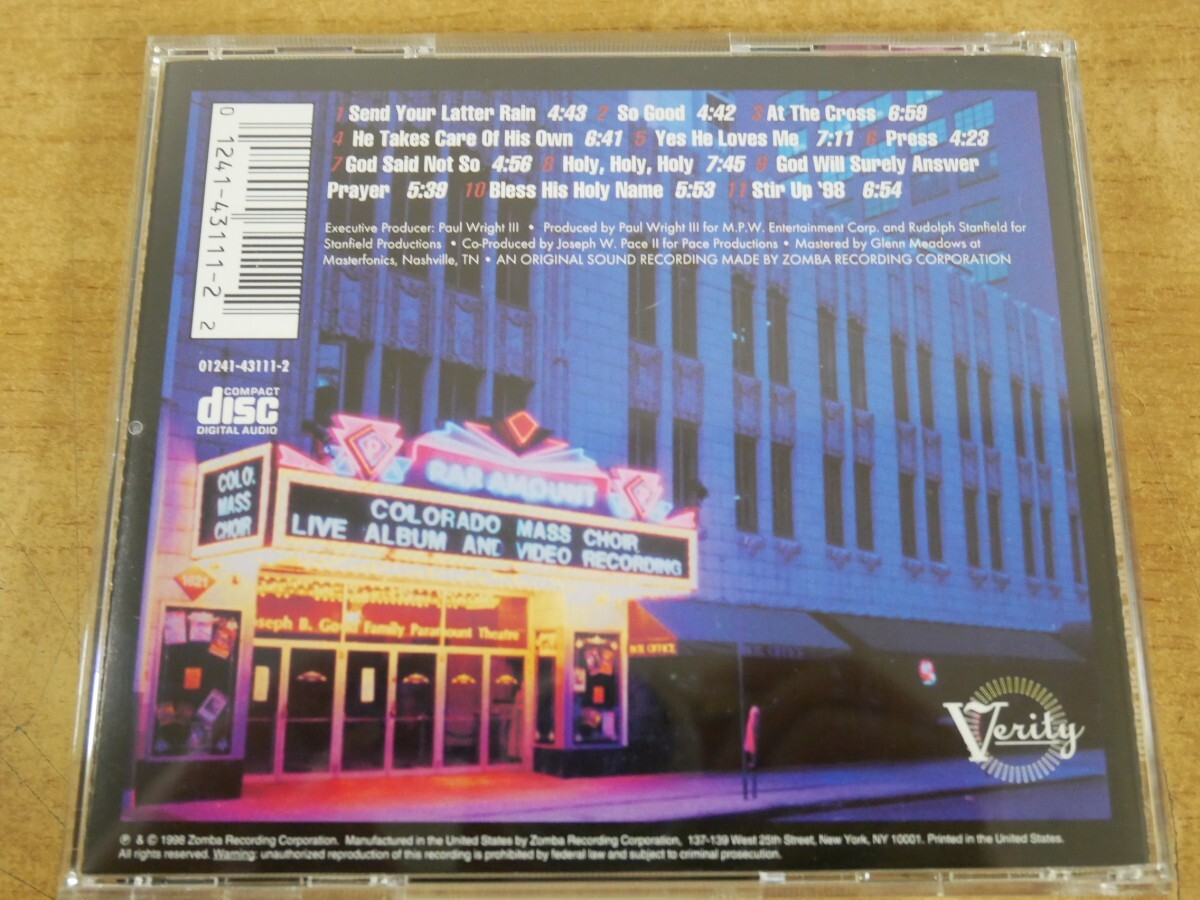 1 Send Your Latter Rain 4:43 2 So Good 4:42 3 At The Cross 6:59
4 He Takes Care Of His Own 6:41 5 Yes He Loves Me 7:11 6 Press 4:23
7 God Said Not So 4:56 8 Holy, Holy, Holy 7:45 9 God Will Surely Answer
Prayer 5:39 10 Bless His Holy Name 5:53 11 Stir Up '98 6:54
Executive Producer: Paul Wright III • Produced by Paul Wright III for M.P.W. Entertainment Corp. and Rudolph Stanfield for
Stanfield Productions • Co-Produced by Joseph W. Pace II for Pace Productions • Mastered by Glenn Meadows at
Masterfonics, Nashville, TN • AN ORIGINAL SOUND RECORDING MADE BY ZOMBA RECORDING CORPORATION
0 1241-43111-2 2
01241-43111-2
COMPACT
disc
DIGITAL AUDIO
PARAMOUNT
COLO.
MASS
CHOIR
COLORADO MASS CHOIR
LIVE ALBUM AND VIDEO RECORDING
1621
Family Paramount Theatre
BOX OFFICE
Verity
℗ & © 1998 Zomba Recording Corporation. Manufactured in the United States by Zomba Recording Corporation, 137-139 West 25th Street, New York, NY 10001. Printed in the United States.
All rights reserved. Warning: unauthorized reproduction of this recording is prohibited by federal law and subject to criminal prosecution.